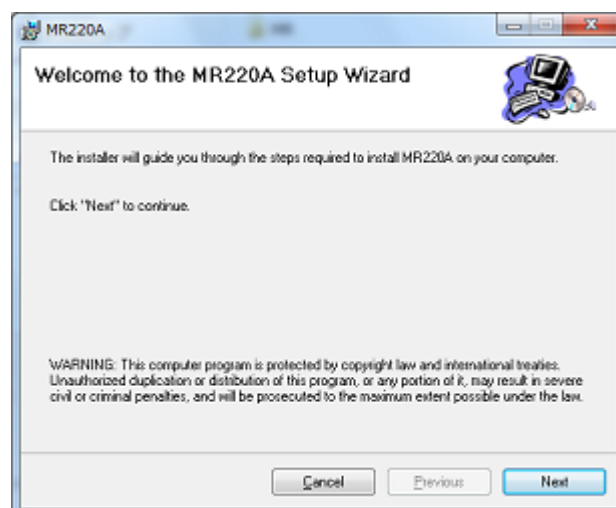 MR220A
Welcome to the MR220A Setup Wizard
The installer will guide you through the steps required to install MR220A on your computer.
Click "Next" to continue.
WARNING: This computer program is protected by copyright law and international treaties.
Unauthorized duplication or distribution of this program, or any portion of it, may result in severe
civil or criminal penalties, and will be prosecuted to the maximum extent possible under the law.
Cancel Previous Next